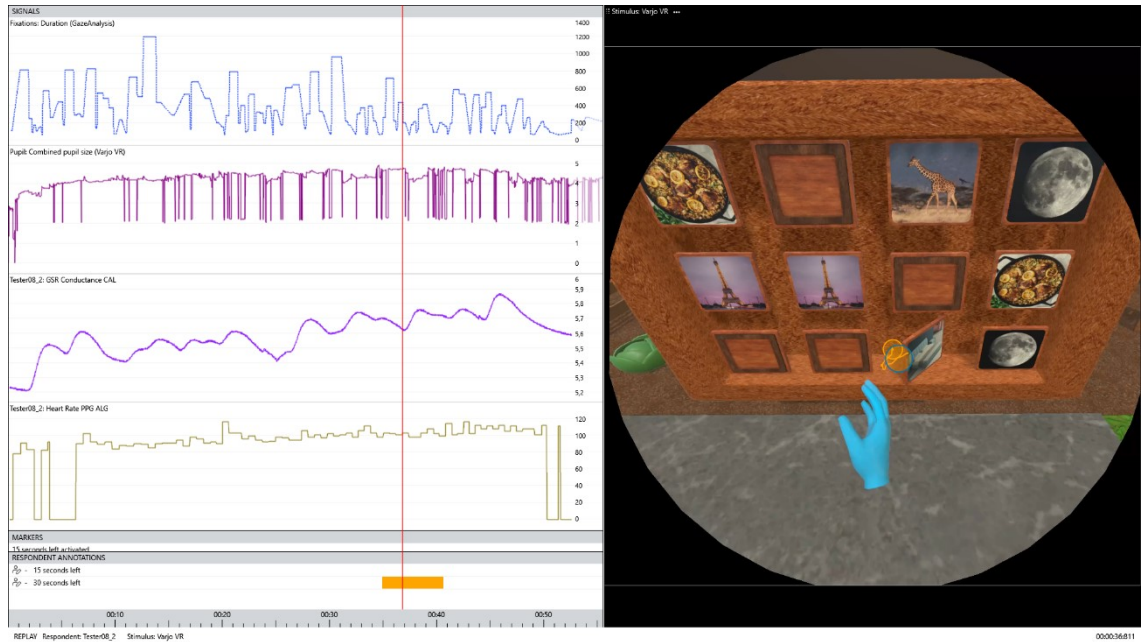 SIGNALS
Fixations: Duration (GazeAnalysis)
1400
1200
1000
800
600
400
200
0
Pupil: Combined pupil size (Varjo VR)
5
4
3
2
1
0
Tester08_2: GSR Conductance CAL
6
5,9
5,8
5,7
5,6
5,5
5,4
5,3
5,2
Tester08_2: Heart Rate PPG ALG
120
100
80
60
40
20
0
MARKERS
15 seconds left activated
RESPONDENT ANNOTATIONS
- 15 seconds left
- 30 seconds left
00:10 00:20 00:30 00:40 00:50
REPLAY Respondent: Tester08_2 Stimulus: Varjo VR
Stimulus: Varjo VR •••
00:00:36:811